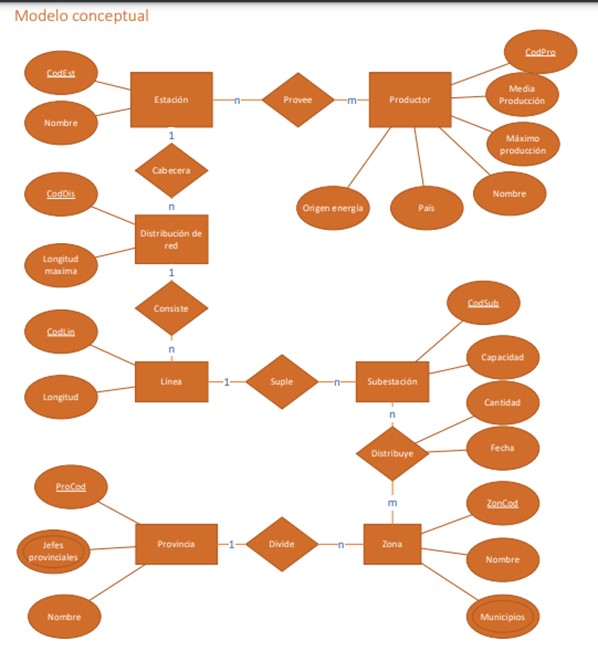 Modelo conceptual
CodEst
Nombre
Estación
n
Provee
m
Productor
CodPro
Media
Producción
Máximo
producción
Nombre
País
Origen energía
1
Cabecera
n
CodDis
Longitud
maxima
Distribución de
red
1
Consiste
n
CodLin
Longitud
Línea
1
Suple
n
Subestación
CodSub
Capacidad
Cantidad
Fecha
n
Distribuye
m
ProCod
Jefes
provinciales
Nombre
Provincia
1
Divide
n
Zona
ZonCod
Nombre
Municipios